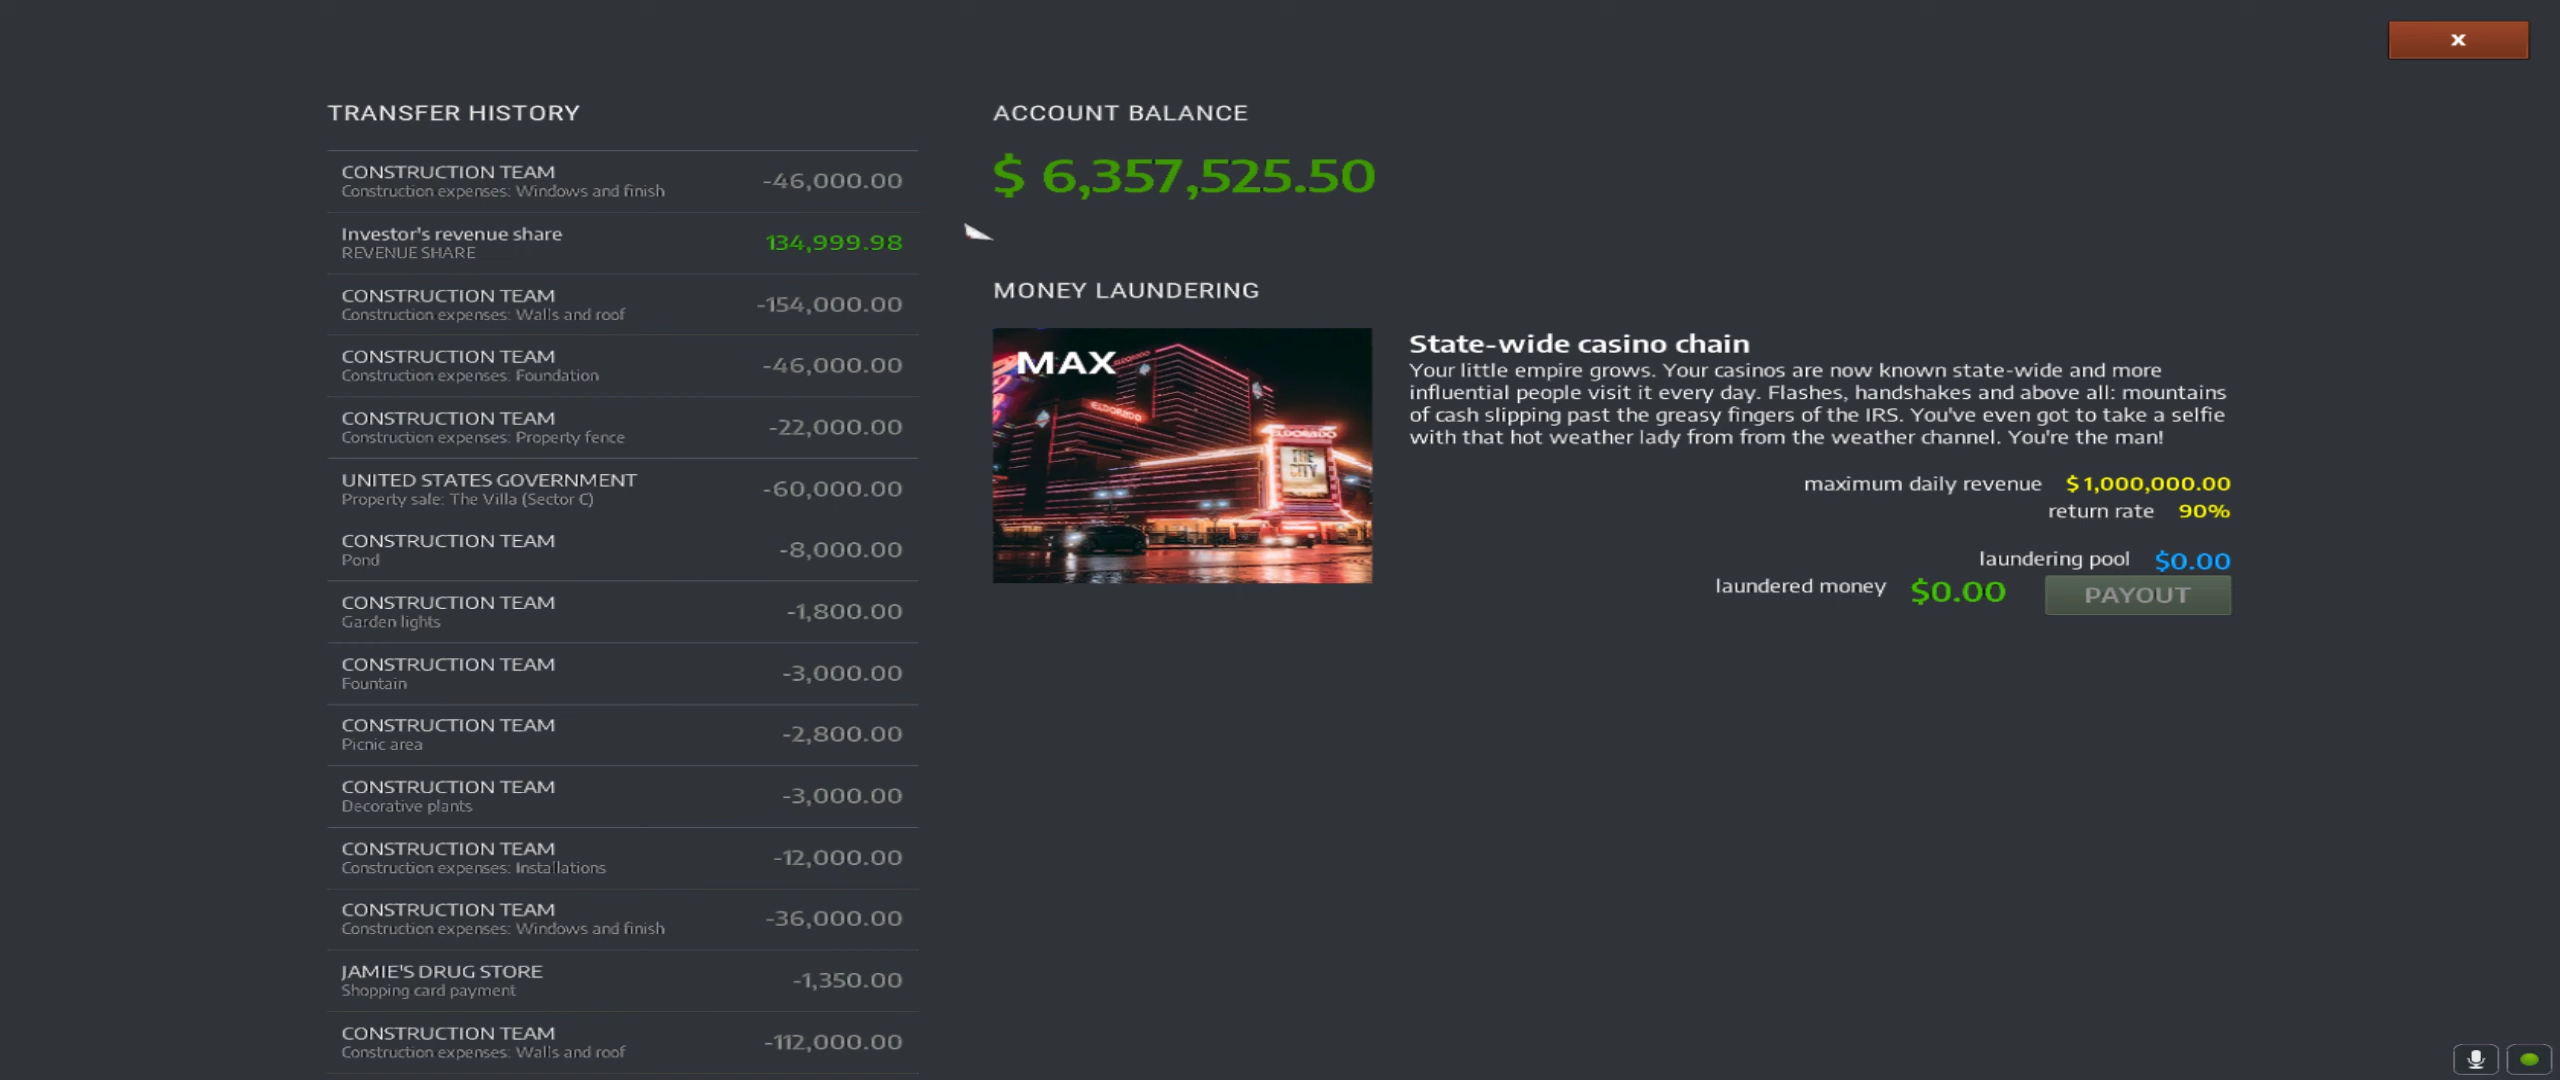 x
TRANSFER HISTORY
CONSTRUCTION TEAM
Construction expenses: Windows and finish
-46,000.00
Investor's revenue share
REVENUE SHARE
134,999.98
CONSTRUCTION TEAM
Construction expenses: Walls and roof
-154,000.00
CONSTRUCTION TEAM
Construction expenses: Foundation
-46,000.00
CONSTRUCTION TEAM
Construction expenses: Property fence
-22,000.00
UNITED STATES GOVERNMENT
Property sale: The Villa (Sector C)
-60,000.00
CONSTRUCTION TEAM
Pond
-8,000.00
CONSTRUCTION TEAM
Garden lights
-1,800.00
CONSTRUCTION TEAM
Fountain
-3,000.00
CONSTRUCTION TEAM
Picnic area
-2,800.00
CONSTRUCTION TEAM
Decorative plants
-3,000.00
CONSTRUCTION TEAM
Construction expenses: Installations
-12,000.00
CONSTRUCTION TEAM
Construction expenses: Windows and finish
-36,000.00
JAMIE'S DRUG STORE
Shopping card payment
-1,350.00
CONSTRUCTION TEAM
Construction expenses: Walls and roof
-112,000.00
ACCOUNT BALANCE
$ 6,357,525.50
MONEY LAUNDERING
MAX
ELDORADO
ELDORADO
ELDORADO
THE
CITY
State-wide casino chain
Your little empire grows. Your casinos are now known state-wide and more
influential people visit it every day. Flashes, handshakes and above all: mountains
of cash slipping past the greasy fingers of the IRS. You've even got to take a selfie
with that hot weather lady from from the weather channel. You're the man!
maximum daily revenue $1,000,000.00
return rate 90%
laundering pool $0.00
laundered money $0.00 PAYOUT